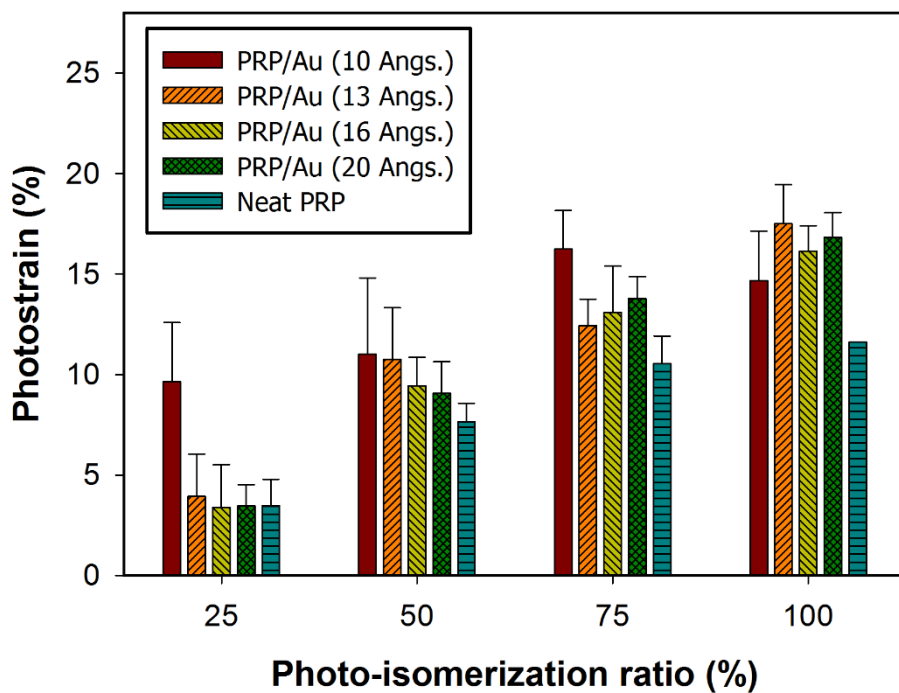 PRP/Au (10 Angs.)
PRP/Au (13 Angs.)
PRP/Au (16 Angs.)
PRP/Au (20 Angs.)
Neat PRP
Photostrain (%)
25
20
15
10
5
0
25 50 75 100
Photo-isomerization ratio (%)